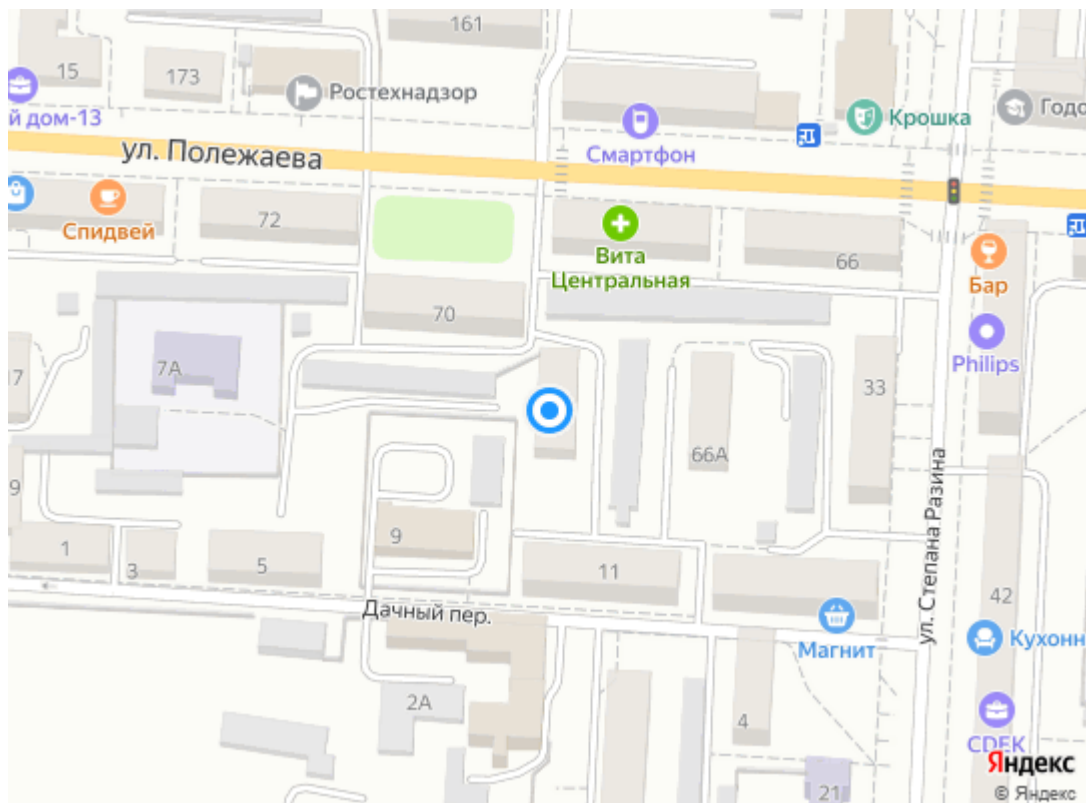 161
15
173
Ростехнадзор
й дом-13
Смартфон
Крошка
Годо
ул. Полежаева
Спидвей
72
Вита
Центральная
66
Бар
70
Philips
7А
17
33
66А
9
ул. Степана Разина
1
3
5
9
11
42
Дачный пер.
Магнит
Кухонн
2А
4
CDEK
21
Яндекс
© Яндекс